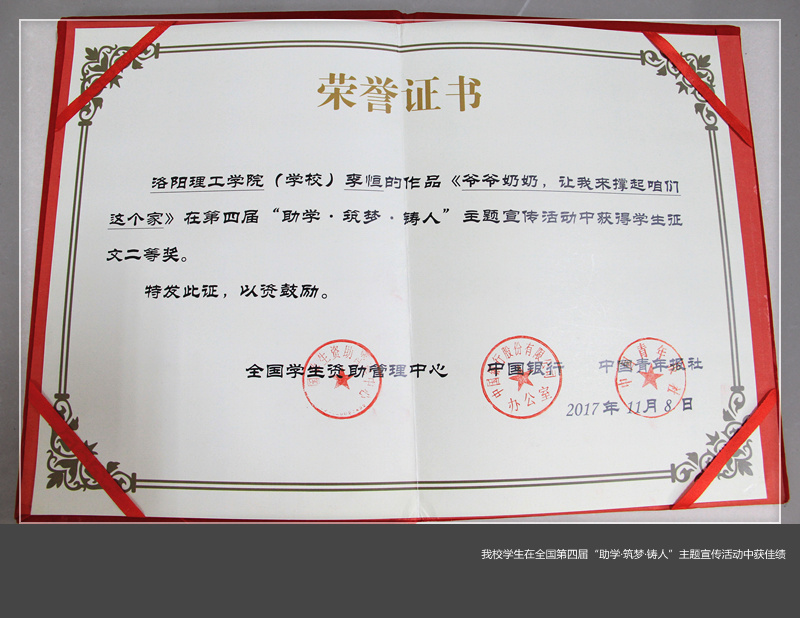 荣誉证书
洛阳理工学院（学校）李恒的作品《爷爷奶奶，让我来撑起咱们
这个家》在第四届“助学·筑梦·铸人”主题宣传活动中获得学生征
文二等奖。
特发此证，以资鼓励。
全国学生资助管理中心 中国银行 中国青年报社
办公室
2017年11月8日
我校学生在全国第四届“助学·筑梦·铸人”主题宣传活动中获佳绩